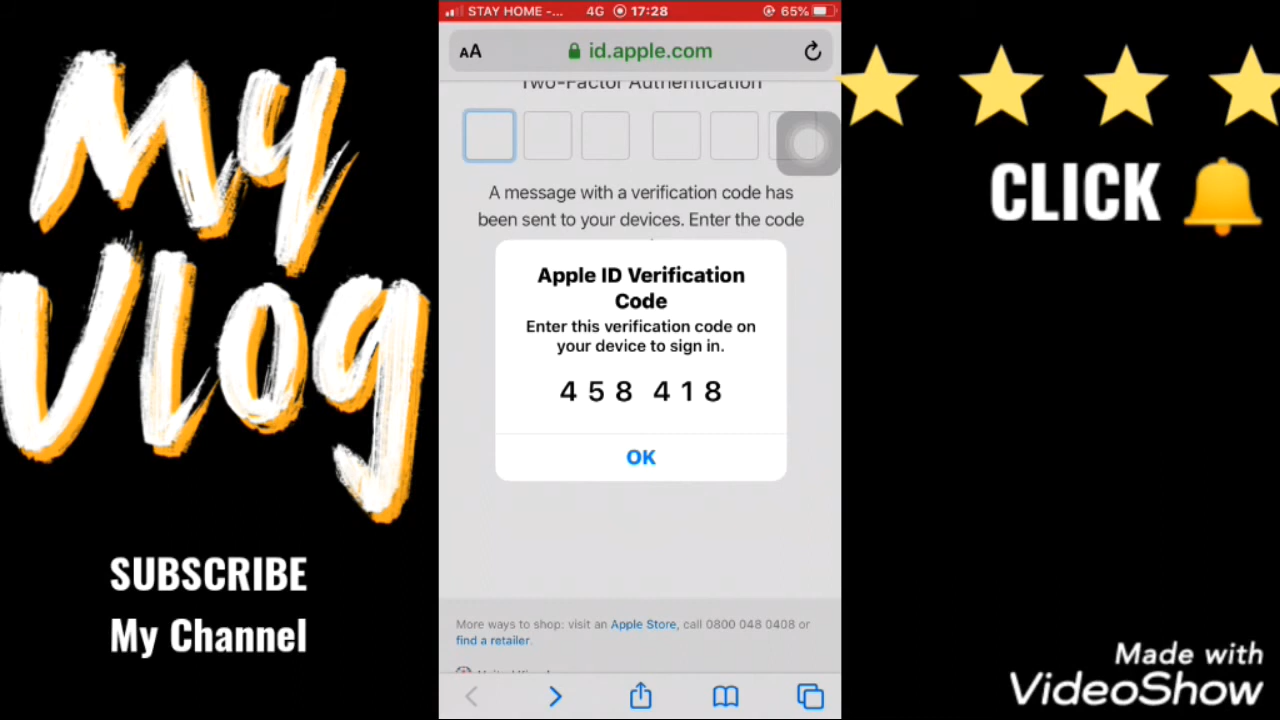 My
Vlog
SUBSCRIBE
My Channel
STAY HOME -... 4G 17:28 65%
AA id.apple.com
Two-Factor Authentication
A message with a verification code has
been sent to your devices. Enter the code
Apple ID Verification
Code
Enter this verification code on
your device to sign in.
458 418
OK
More ways to shop: visit an Apple Store, call 0800 048 0408 or
find a retailer.
CLICK
Made with
VideoShow